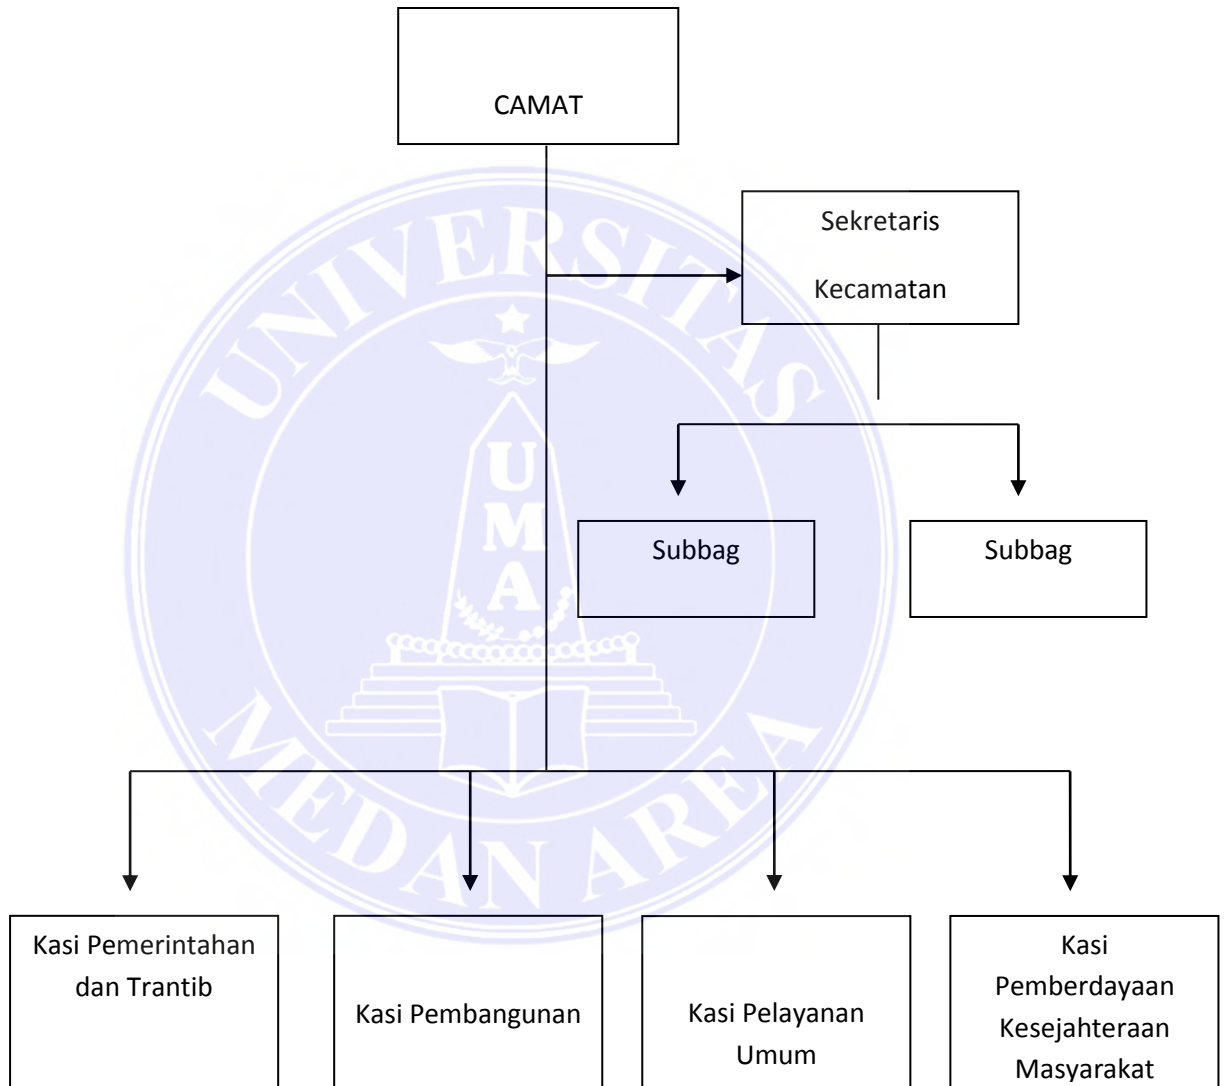 CAMAT
Sekretaris
Kecamatan
UNIVERSITAS
MEDAN AREA
UMA
Subbag
Subbag
Kasi Pemerintahan
dan Trantib
Kasi Pembangunan
Kasi Pelayanan
Umum
Kasi
Pemberdayaan
Kesejahteraan
Masyarakat